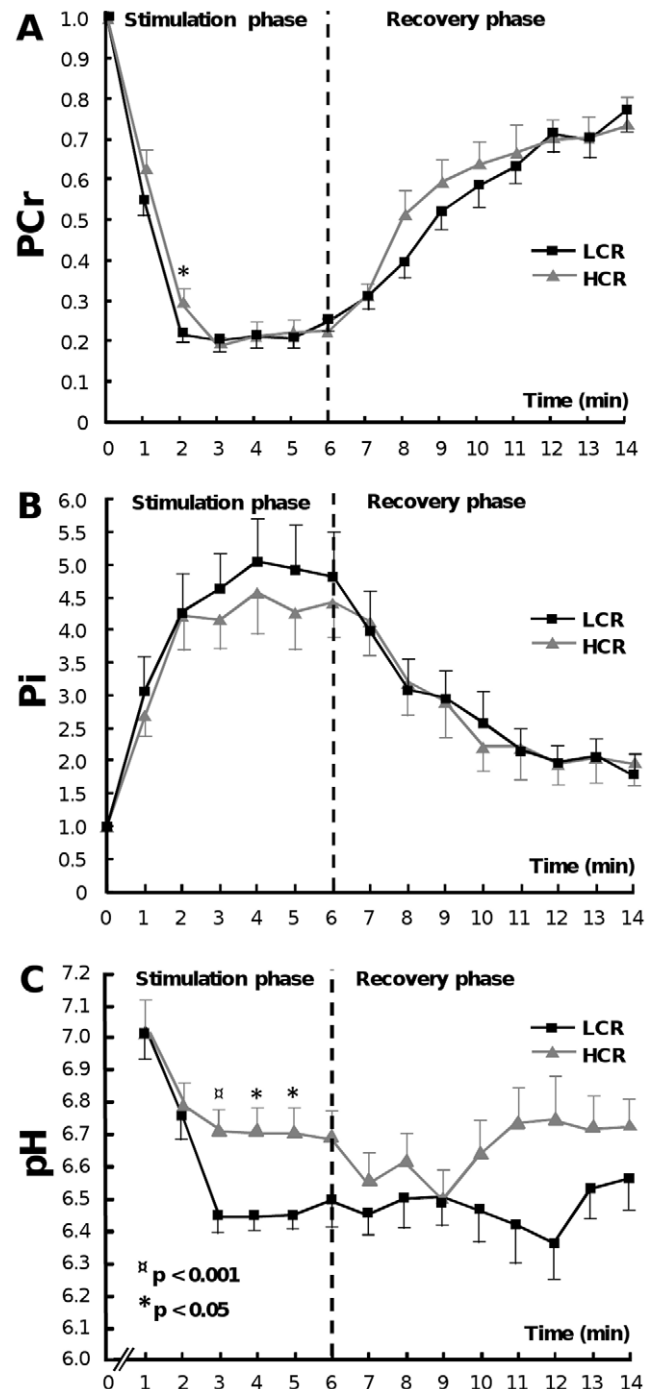 A
Stimulation phase Recovery phase
1.0
0.9
0.8
0.7
0.6
0.5
0.4
0.3
0.2
0.1
0
PCr
*
LCR
HCR
Time (min)
0 1 2 3 4 5 6 7 8 9 10 11 12 13 14
B
Stimulation phase Recovery phase
6.0
5.5
5.0
4.5
4.0
3.5
3.0
2.5
2.0
1.5
1.0
0.5
0
Pi
LCR
HCR
Time (min)
0 1 2 3 4 5 6 7 8 9 10 11 12 13 14
C
Stimulation phase Recovery phase
7.2
7.1
7.0
6.9
6.8
6.7
6.6
6.5
6.4
6.3
6.2
6.1
6.0
pH
LCR
HCR
¤ * *
¤ p < 0.001
* p < 0.05
Time (min)
0 1 2 3 4 5 6 7 8 9 10 11 12 13 14